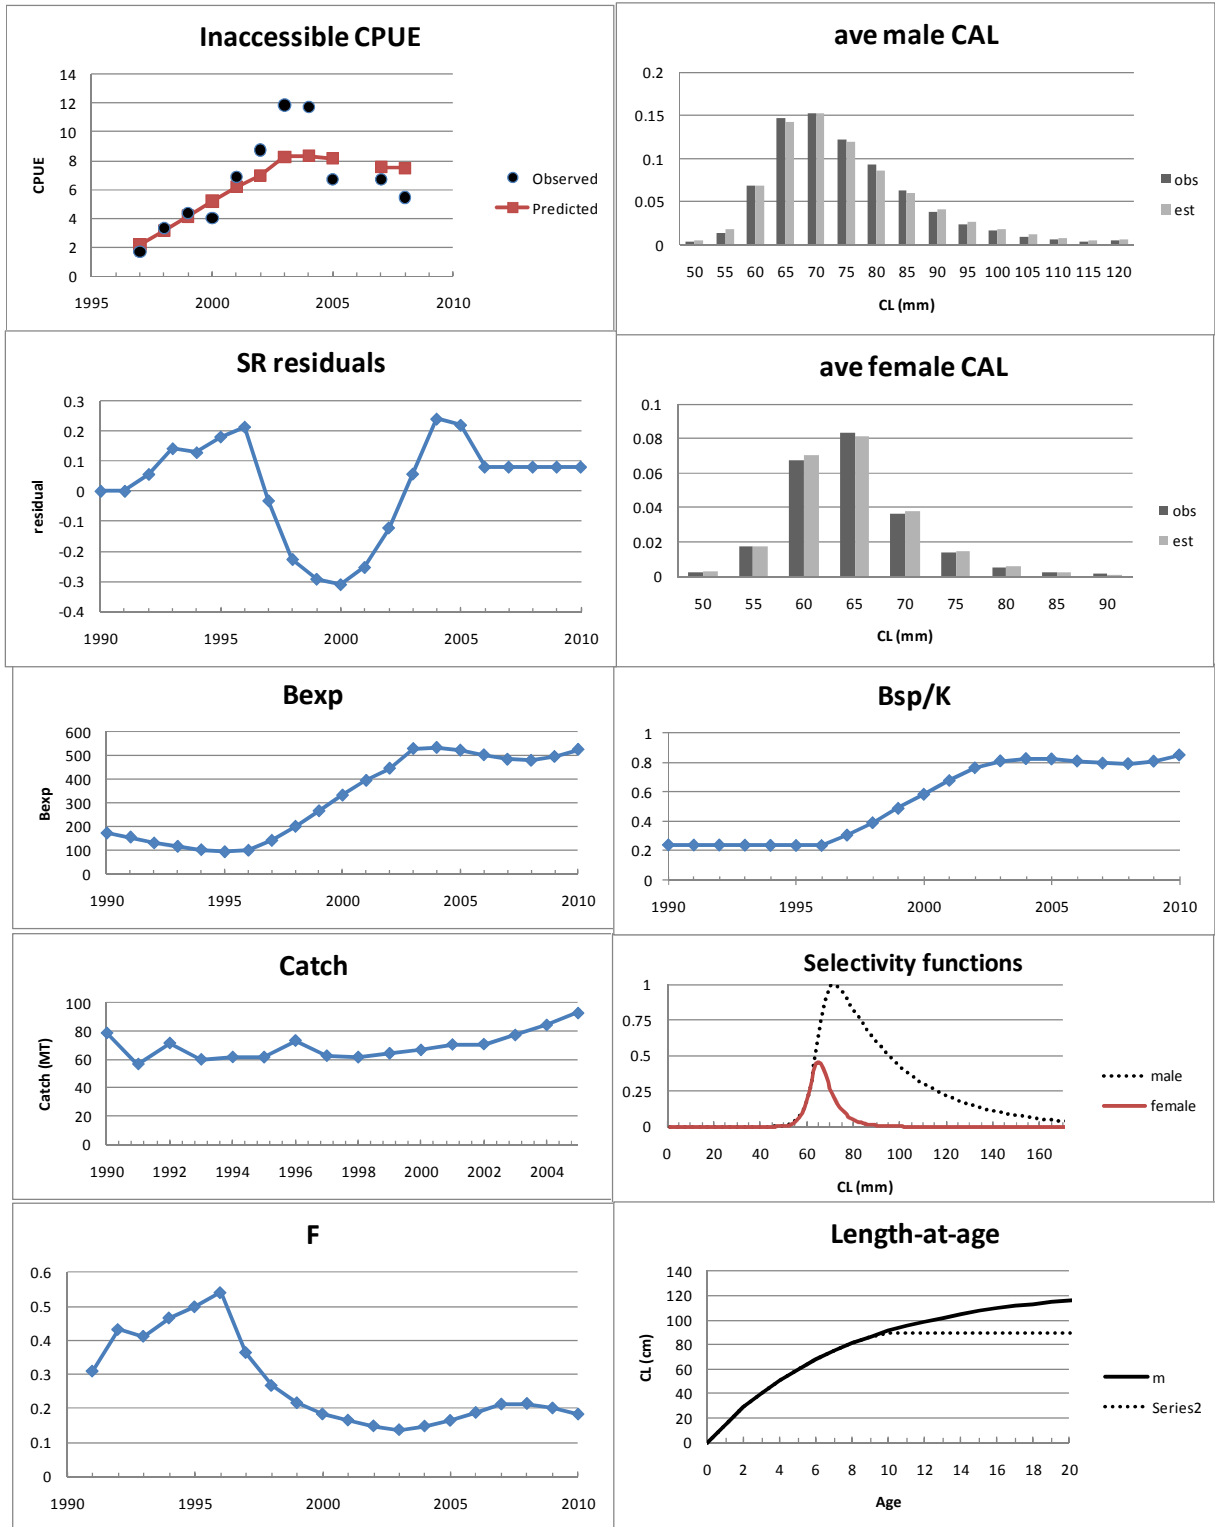 Inaccessible CPUE
CPUE
14
12
10
8
6
4
2
0
1995 2000 2005 2010
Observed
Predicted
ave male CAL
0.2
0.15
0.1
0.05
0
50 55 60 65 70 75 80 85 90 95 100 105 110 115 120
CL (mm)
obs
est
SR residuals
residual
0.3
0.2
0.1
0
-0.1
-0.2
-0.3
-0.4
1990 1995 2000 2005 2010
ave female CAL
0.1
0.08
0.06
0.04
0.02
0
50 55 60 65 70 75 80 85 90
CL (mm)
obs
est
Bexp
Bexp
600
500
400
300
200
100
0
1990 1995 2000 2005 2010
Bsp/K
1
0.8
0.6
0.4
0.2
0
1990 1995 2000 2005 2010
Catch
Catch (MT)
100
80
60
40
20
0
1990 1992 1994 1996 1998 2000 2002 2004
Selectivity functions
1
0.75
0.5
0.25
0
0 20 40 60 80 100 120 140 160
CL (mm)
male
female
F
0.6
0.5
0.4
0.3
0.2
0.1
0
1990 1995 2000 2005 2010
Length-at-age
CL (cm)
140
120
100
80
60
40
20
0
0 2 4 6 8 10 12 14 16 18 20
Age
m
Series2